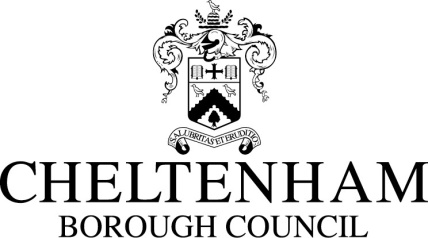 SALUBRITAS ET ERUDITIO
CHELTENHAM
BOROUGH COUNCIL